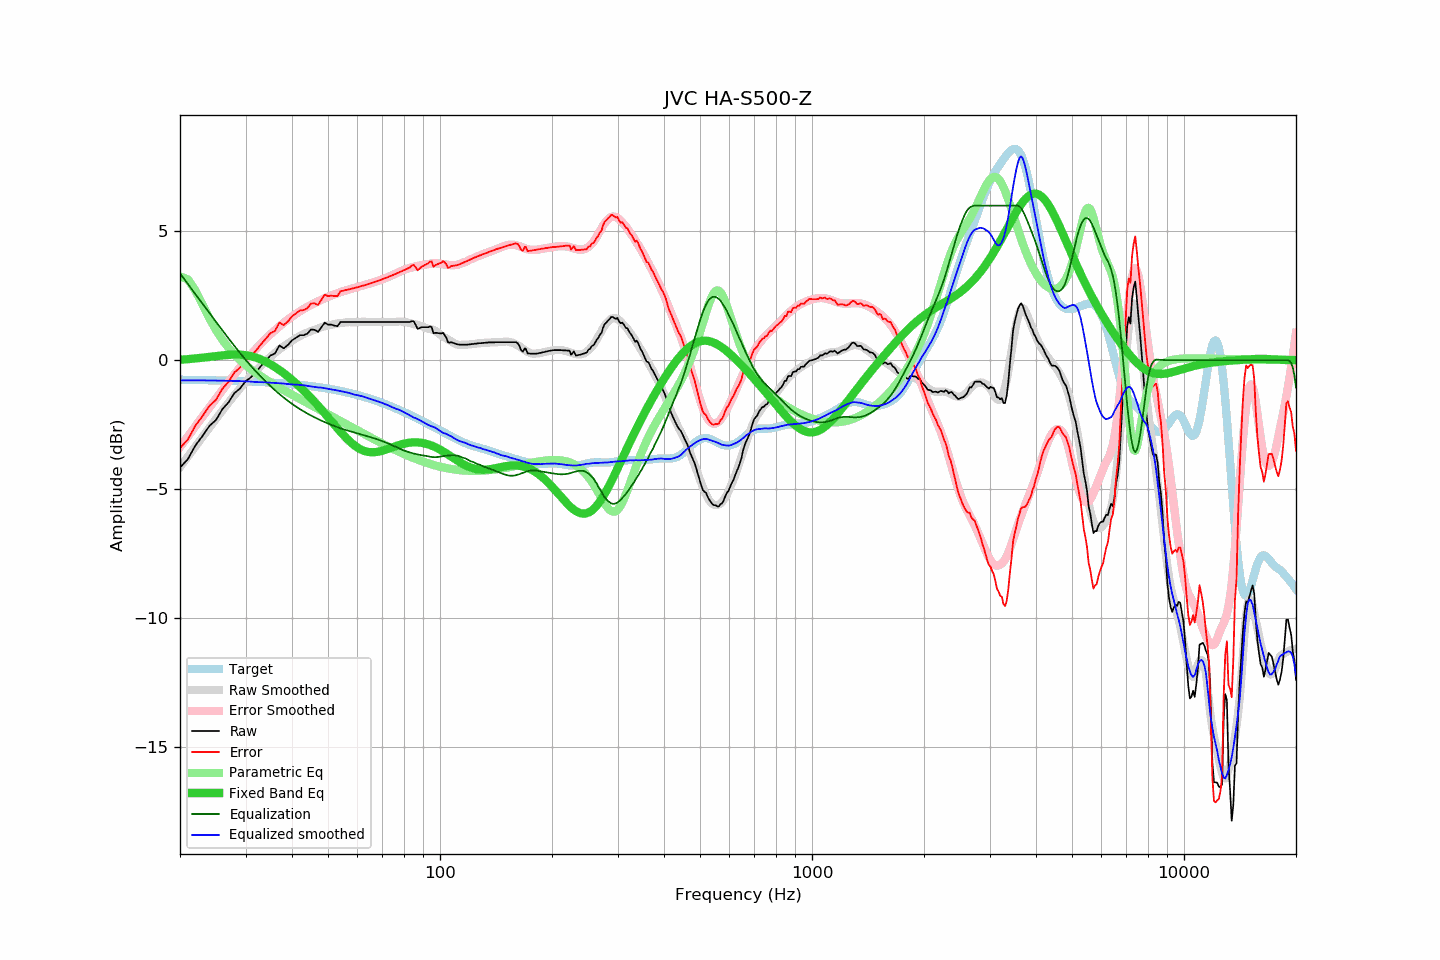 JVC HA-S500-Z
Amplitude (dBr)
5
0
−5
−10
−15
Target
Raw Smoothed
Error Smoothed
Raw
Error
Parametric Eq
Fixed Band Eq
Equalization
Equalized smoothed
100
1000
10000
Frequency (Hz)